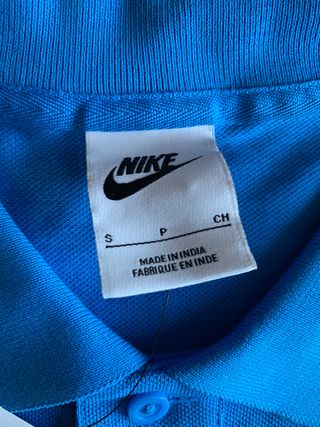 NIKE
S P CH
MADE IN INDIA
FABRIQUE EN INDE